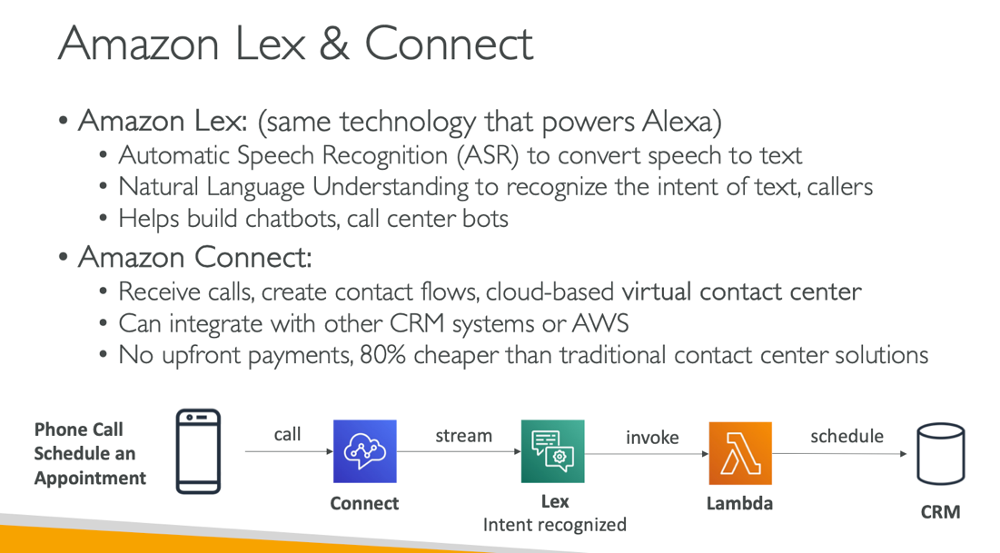 Amazon Lex & Connect
• Amazon Lex: (same technology that powers Alexa)
• Automatic Speech Recognition (ASR) to convert speech to text
• Natural Language Understanding to recognize the intent of text, callers
• Helps build chatbots, call center bots
• Amazon Connect:
• Receive calls, create contact flows, cloud-based virtual contact center
• Can integrate with other CRM systems or AWS
• No upfront payments, 80% cheaper than traditional contact center solutions
Phone Call
Schedule an
Appointment
call
Connect
stream
Lex
Intent recognized
invoke
Lambda
schedule
CRM